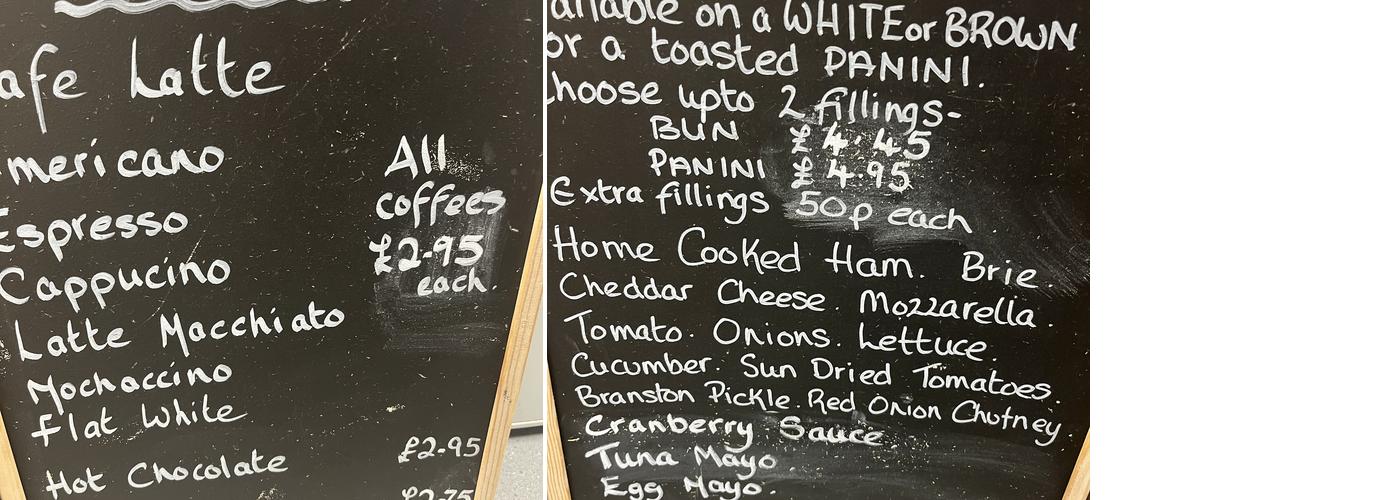 afe Latte
mericano
All
Espresso
coffees
Cappucino
£2-95
each.
Latte Macchiato
Mochaccino
Flat White
£2-95
Hot Chocolate
£2-75
ailable on a WHITE or BROWN
or a toasted PANINI.
hoose upto 2 fillings-
BUN £4.45
PANINI £4.95
Extra fillings 50p each
Home Cooked Ham. Brie.
Cheddar Cheese. Mozzarella.
Tomato. Onions. Lettuce.
Cucumber. Sun Dried Tomatoes.
Branston Pickle. Red Onion Chutney.
Cranberry Sauce
Tuna Mayo.
Egg Mayo.